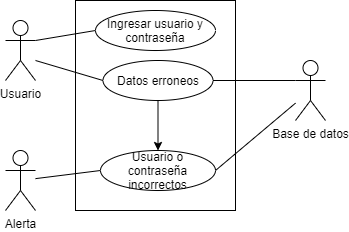 Ingresar usuario y
contraseña
Datos erroneos
Usuario
Base de datos
Usuario o
contraseña
incorrectos
Alerta